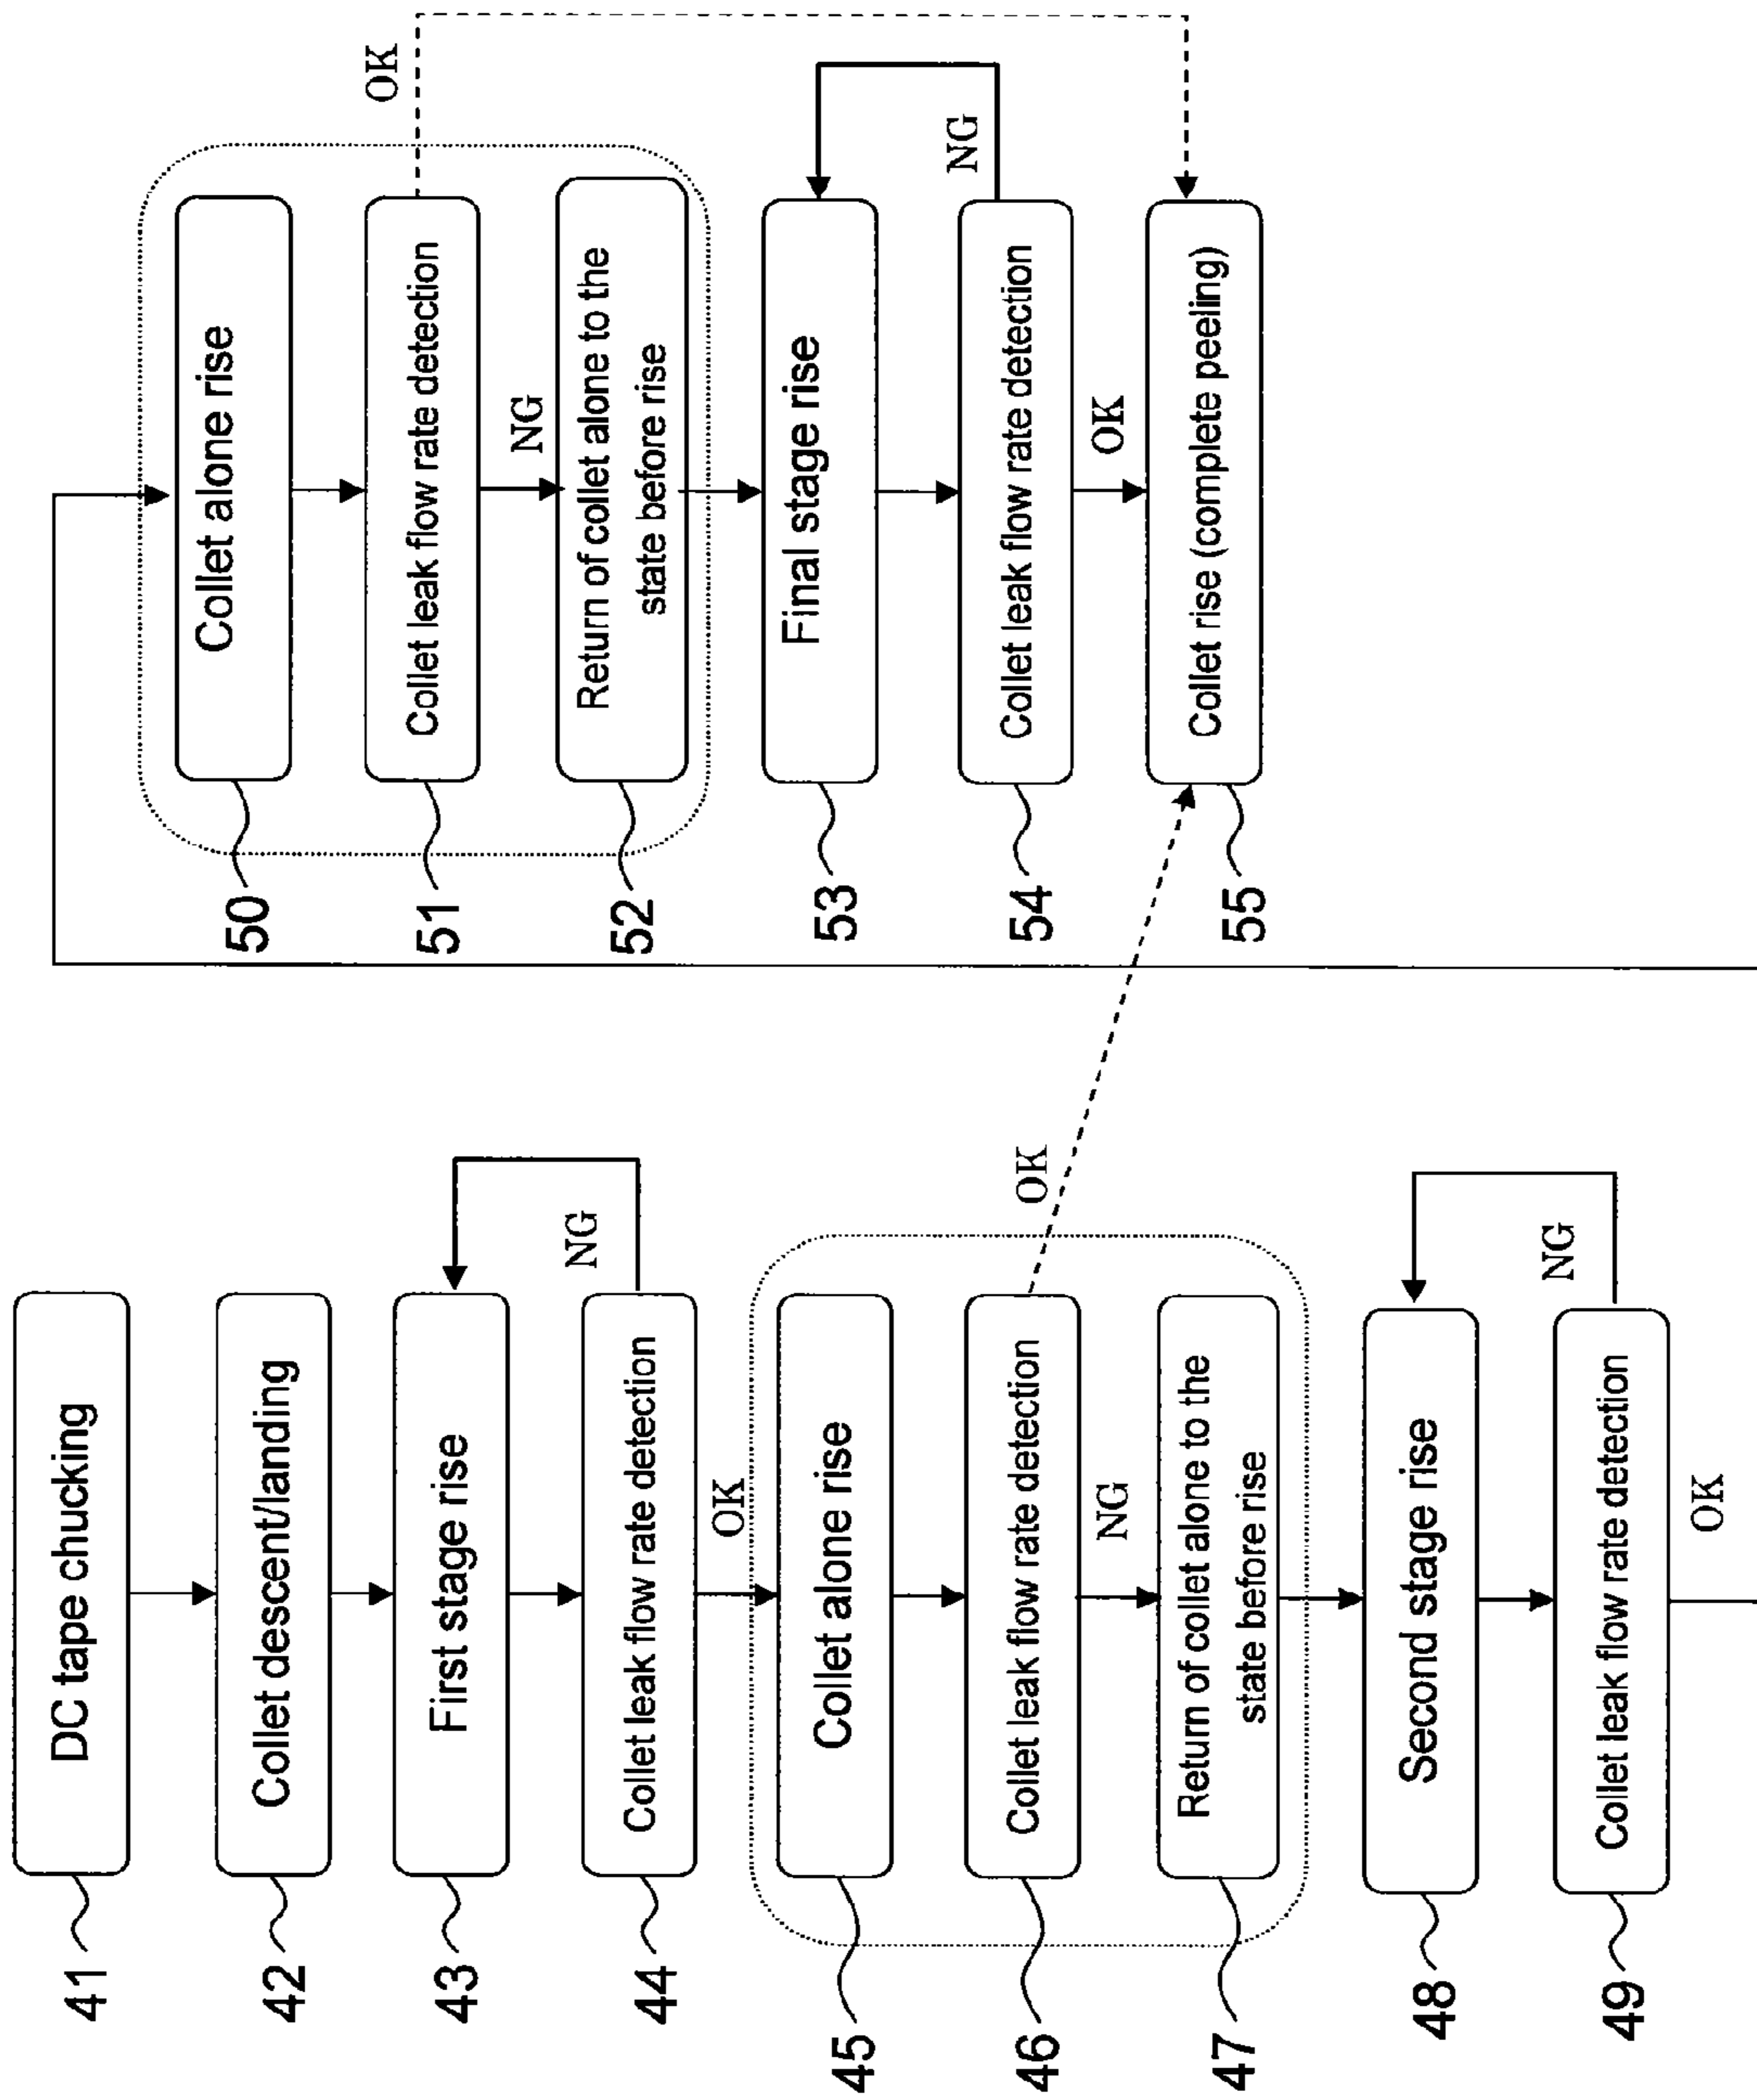 41
DC tape chucking
42
Collet descent/landing
43
First stage rise
NG
44
Collet leak flow rate detection
OK
45
Collet alone rise
46
Collet leak flow rate detection
OK
NG
47
Return of collet alone to the
state before rise
48
Second stage rise
NG
49
Collet leak flow rate detection
OK
50
Collet alone rise
51
Collet leak flow rate detection
OK
NG
52
Return of collet alone to the
state before rise
53
Final stage rise
NG
54
Collet leak flow rate detection
OK
55
Collet rise (complete peeling)